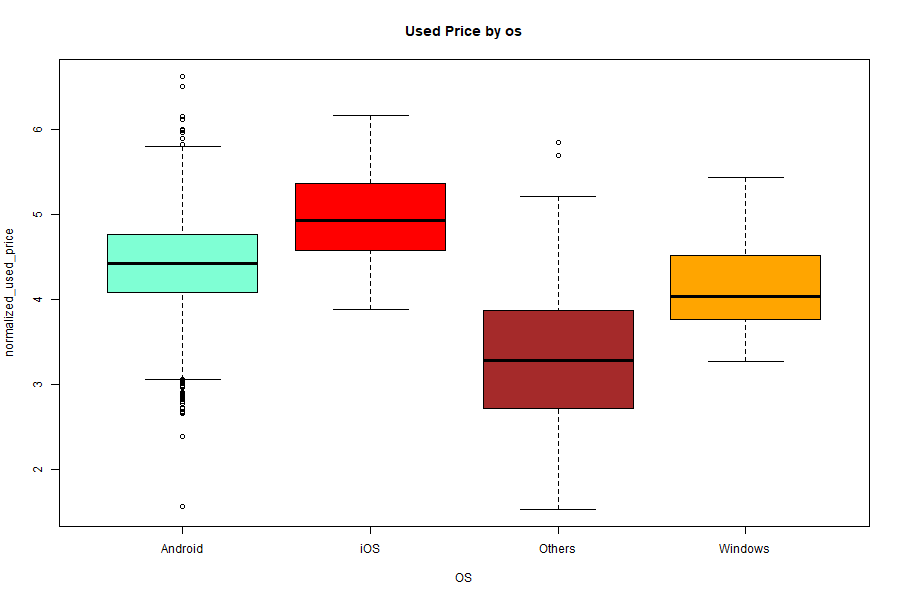 Used Price by os
normalized_used_price
6
5
4
3
2
Android
iOS
Others
Windows
OS